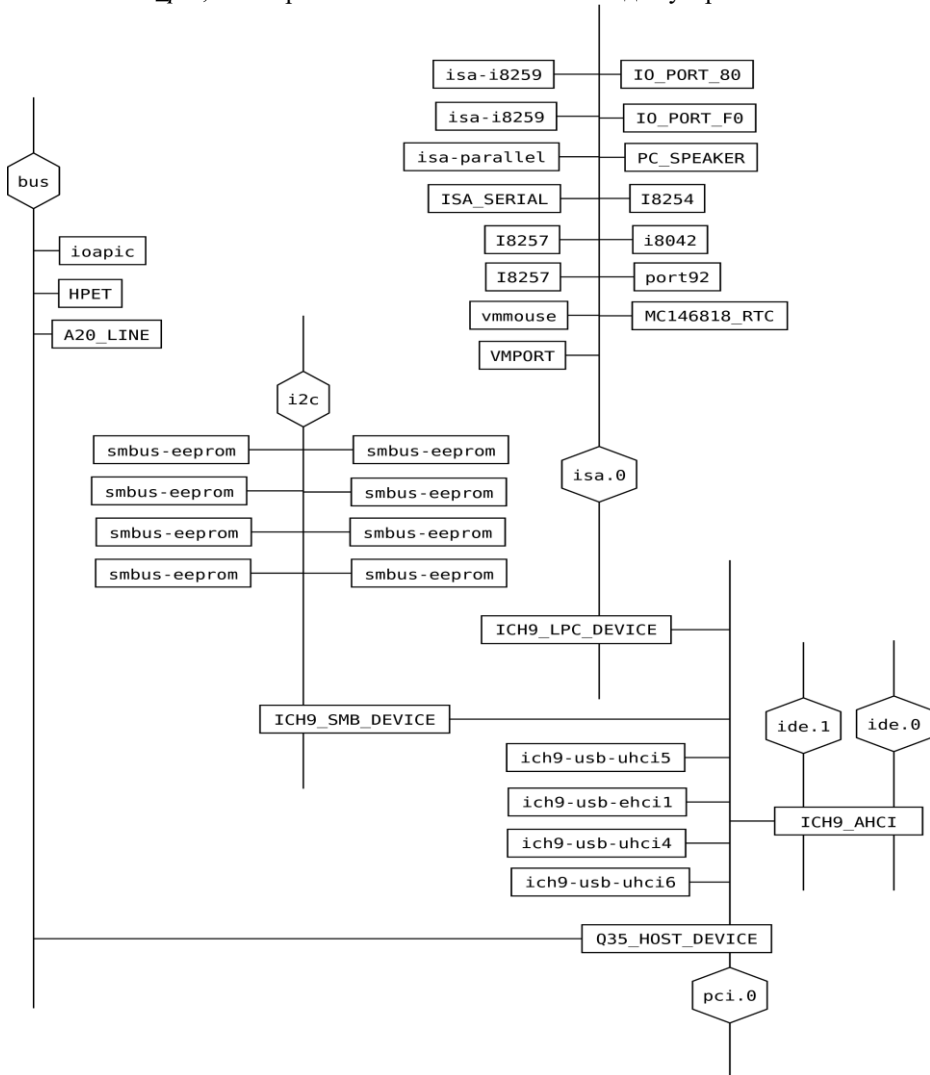 isa-i8259
IO_PORT_80
isa-i8259
IO_PORT_F0
isa-parallel
PC_SPEAKER
bus
ISA_SERIAL
I8254
I8257
i8042
ioapic
I8257
port92
HPET
vmmouse
MC146818_RTC
A20_LINE
VMPORT
i2c
smbus-eeprom
smbus-eeprom
isa.0
smbus-eeprom
smbus-eeprom
smbus-eeprom
smbus-eeprom
smbus-eeprom
smbus-eeprom
ICH9_LPC_DEVICE
ICH9_SMB_DEVICE
ide.1
ide.0
ich9-usb-uhci5
ich9-usb-ehci1
ICH9_AHCI
ich9-usb-uhci4
ich9-usb-uhci6
Q35_HOST_DEVICE
pci.0